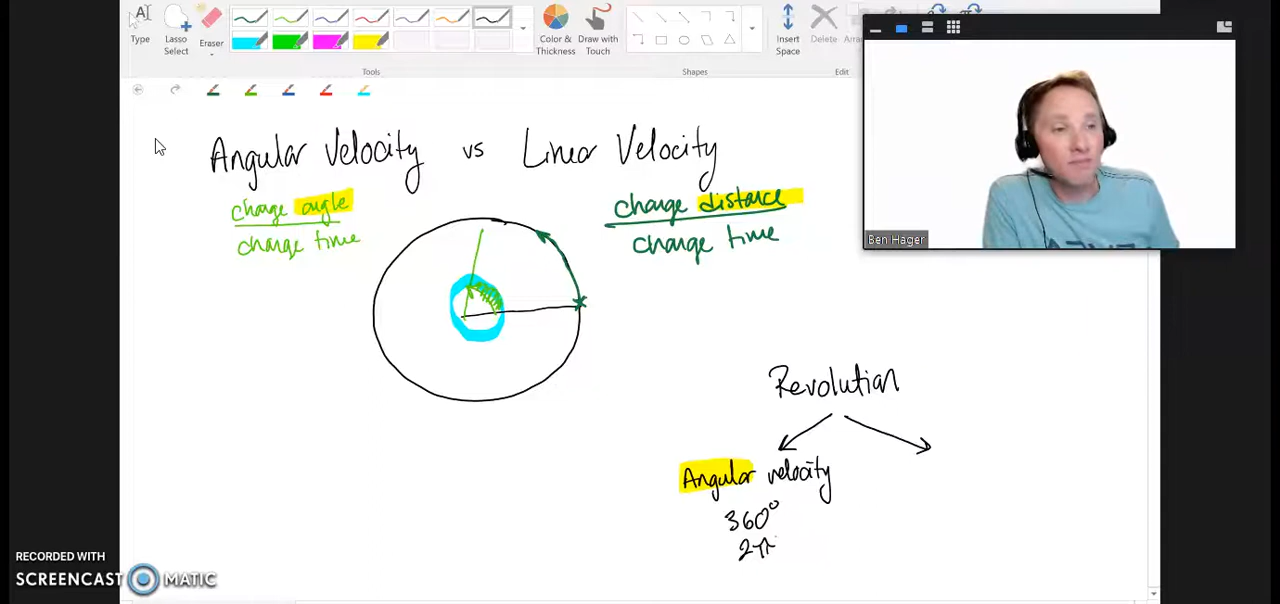 Type
Lasso
Select
Eraser
Color &
Thickness
Draw with
Touch
Insert
Space
Delete
Tools
Shapes
Edit
Ben Hager
Angular Velocity vs Linear Velocity
change angle
change time
change distance
change time
Revolution
Angular velocity
360°
2π
RECORDED WITH
SCREENCAST MATIC